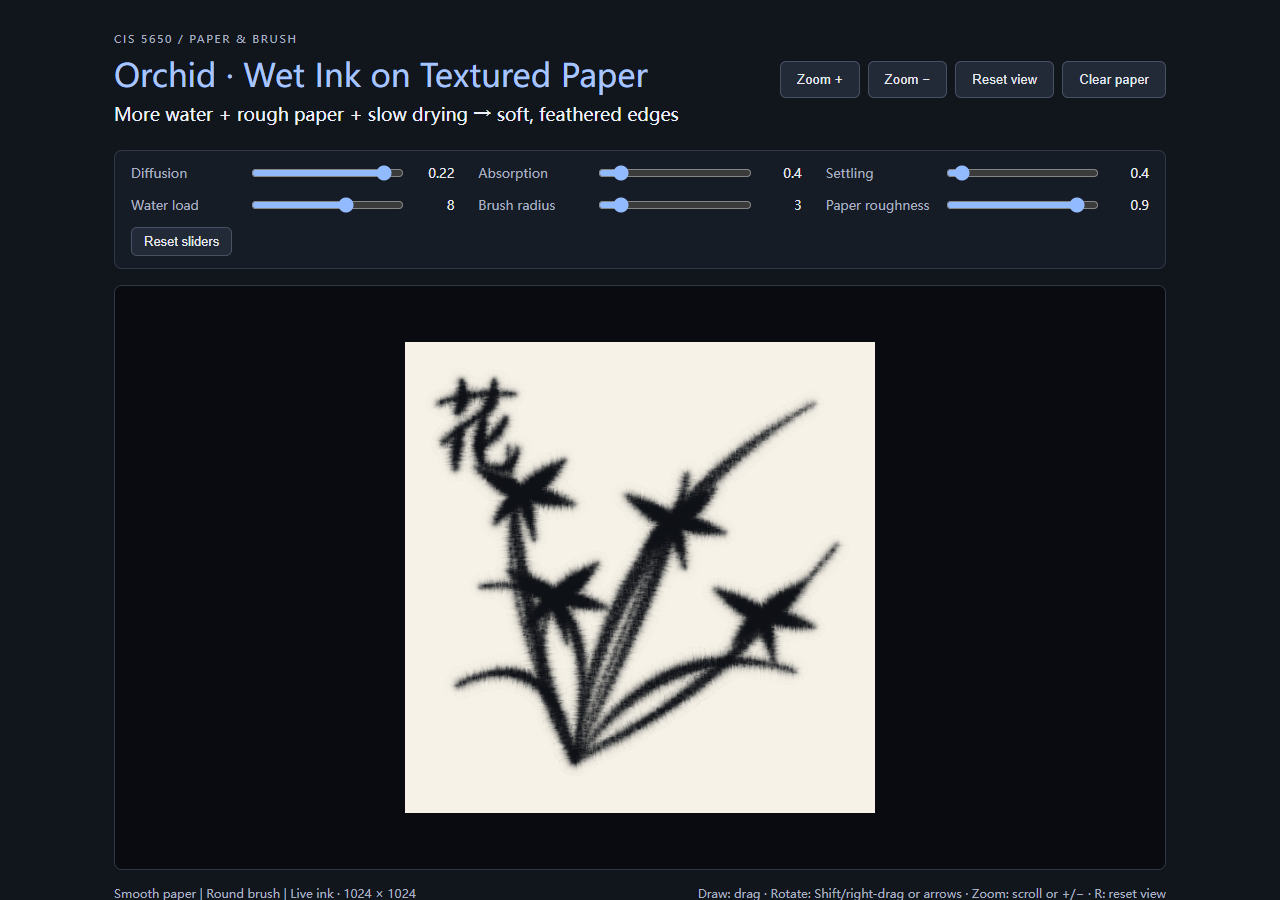 CIS 5650 / PAPER & BRUSH
Orchid · Wet Ink on Textured Paper
More water + rough paper + slow drying → soft, feathered edges
Zoom +
Zoom −
Reset view
Clear paper
Diffusion 0.22
Absorption 0.4
Settling 0.4
Water load 8
Brush radius 3
Paper roughness 0.9
Reset sliders
花
Smooth paper | Round brush | Live ink · 1024 × 1024
Draw: drag · Rotate: Shift/right-drag or arrows · Zoom: scroll or +/− · R: reset view